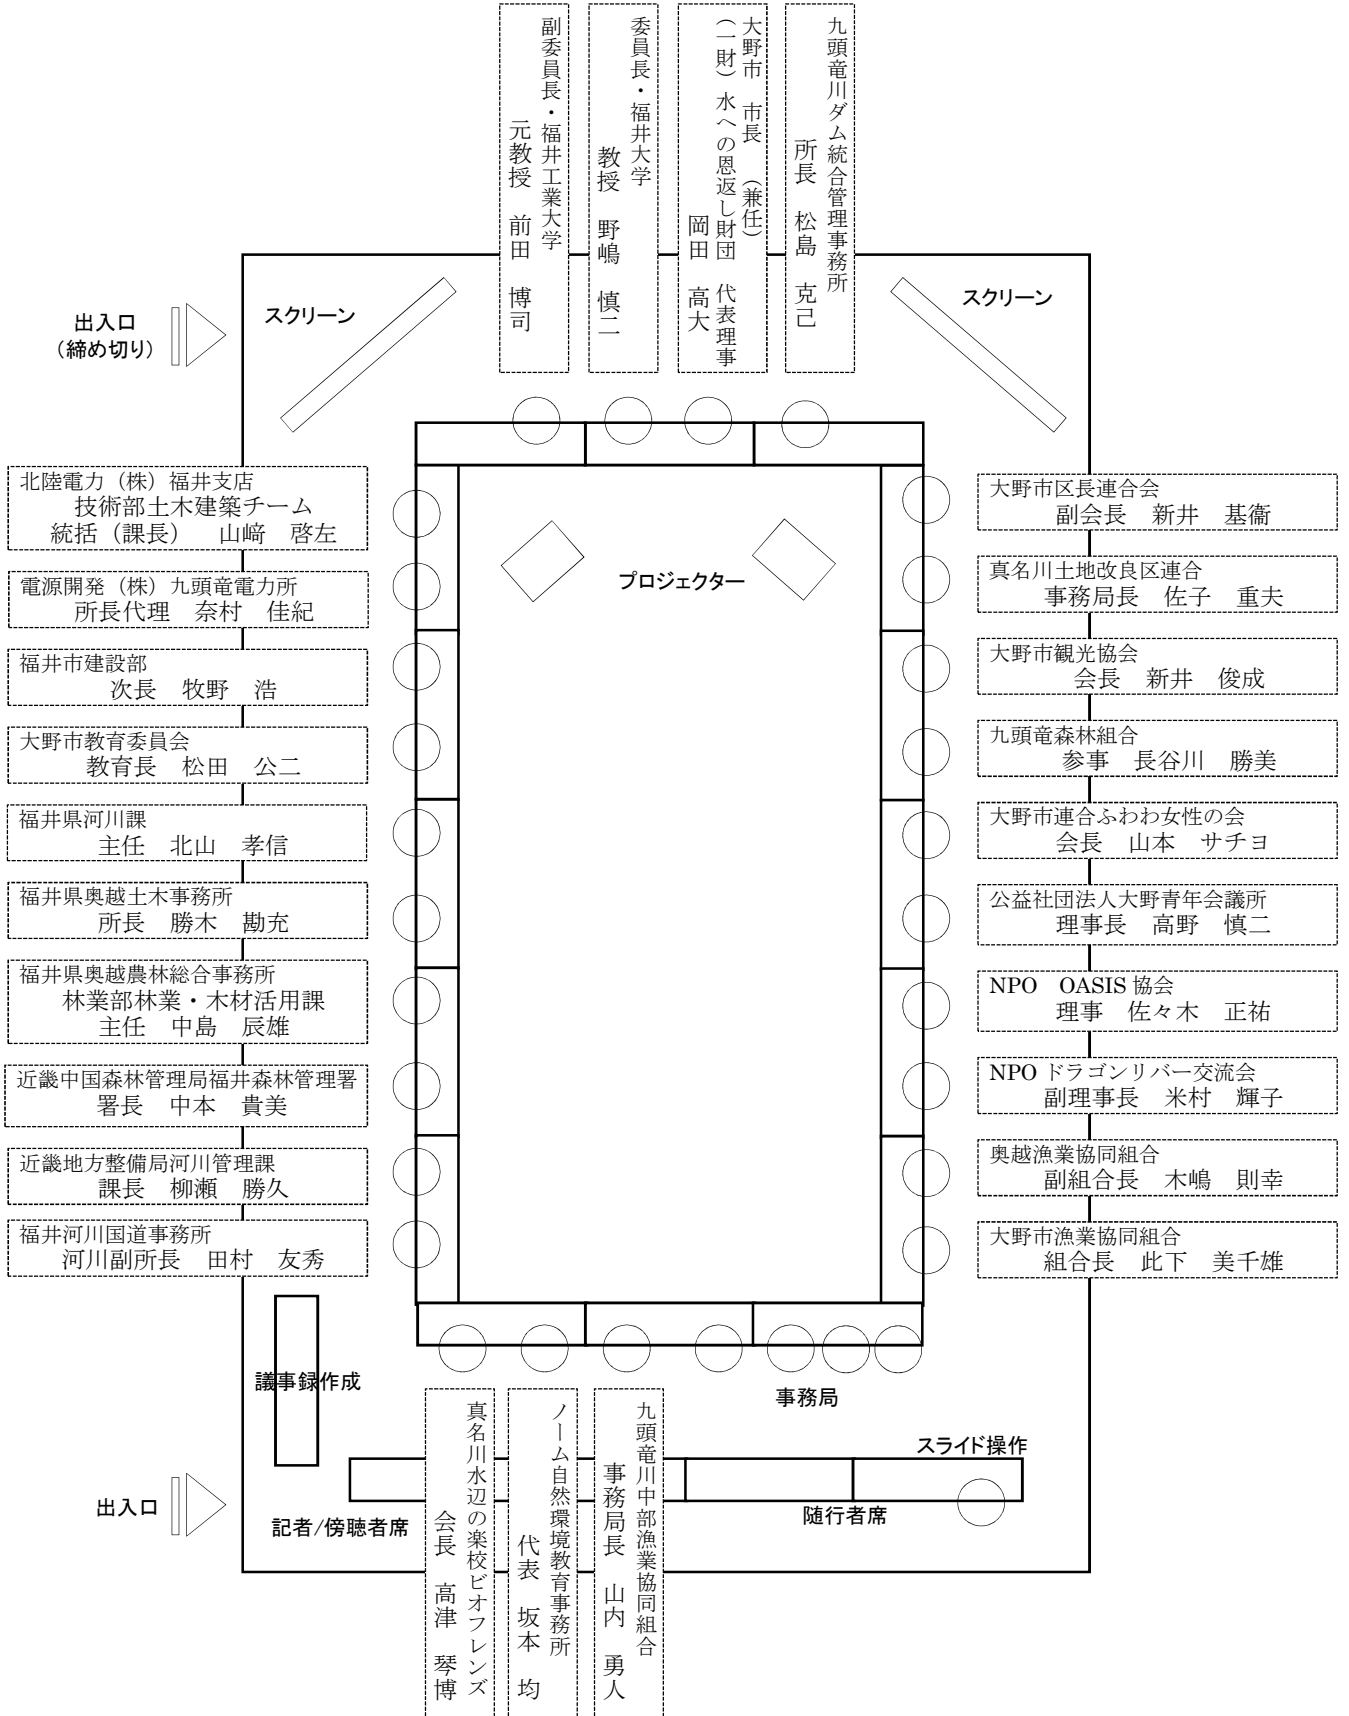 九頭竜川ダム統合管理事務所
所長　松島　克己
大野市　市長　（兼任）
（一財）水への恩返し財団　代表理事
岡田　高大
委員長・福井大学
教授　野嶋　慎二
副委員長・福井工業大学
元教授　前田　博司
出入口
（締め切り）
スクリーン
スクリーン
プロジェクター
北陸電力（株）福井支店
技術部土木建築チーム
統括（課長）　山﨑　啓左
電源開発（株）九頭竜電力所
所長代理　奈村　佳紀
福井市建設部
次長　牧野　浩
大野市教育委員会
教育長　松田　公二
福井県河川課
主任　北山　孝信
福井県奥越土木事務所
所長　勝木　勘充
福井県奥越農林総合事務所
林業部林業・木材活用課
主任　中島　辰雄
近畿中国森林管理局福井森林管理署
署長　中本　貴美
近畿地方整備局河川管理課
課長　柳瀬　勝久
福井河川国道事務所
河川副所長　田村　友秀
大野市区長連合会
副会長　新井　基衞
真名川土地改良区連合
事務局長　佐子　重夫
大野市観光協会
会長　新井　俊成
九頭竜森林組合
参事　長谷川　勝美
大野市連合ふわわ女性の会
会長　山本　サチヨ
公益社団法人大野青年会議所
理事長　高野　慎二
NPO　OASIS協会
理事　佐々木　正祐
NPOドラゴンリバー交流会
副理事長　米村　輝子
奥越漁業協同組合
副組合長　木嶋　則幸
大野市漁業協同組合
組合長　此下　美千雄
議事録作成
事務局
スライド操作
随行者席
出入口
記者/傍聴者席
九頭竜川中部漁業協同組合
事務局長　山内　勇人
ノーム自然環境教育事務所
代表　坂本　均
真名川水辺の楽校ビオフレンズ
会長　高津　琴博